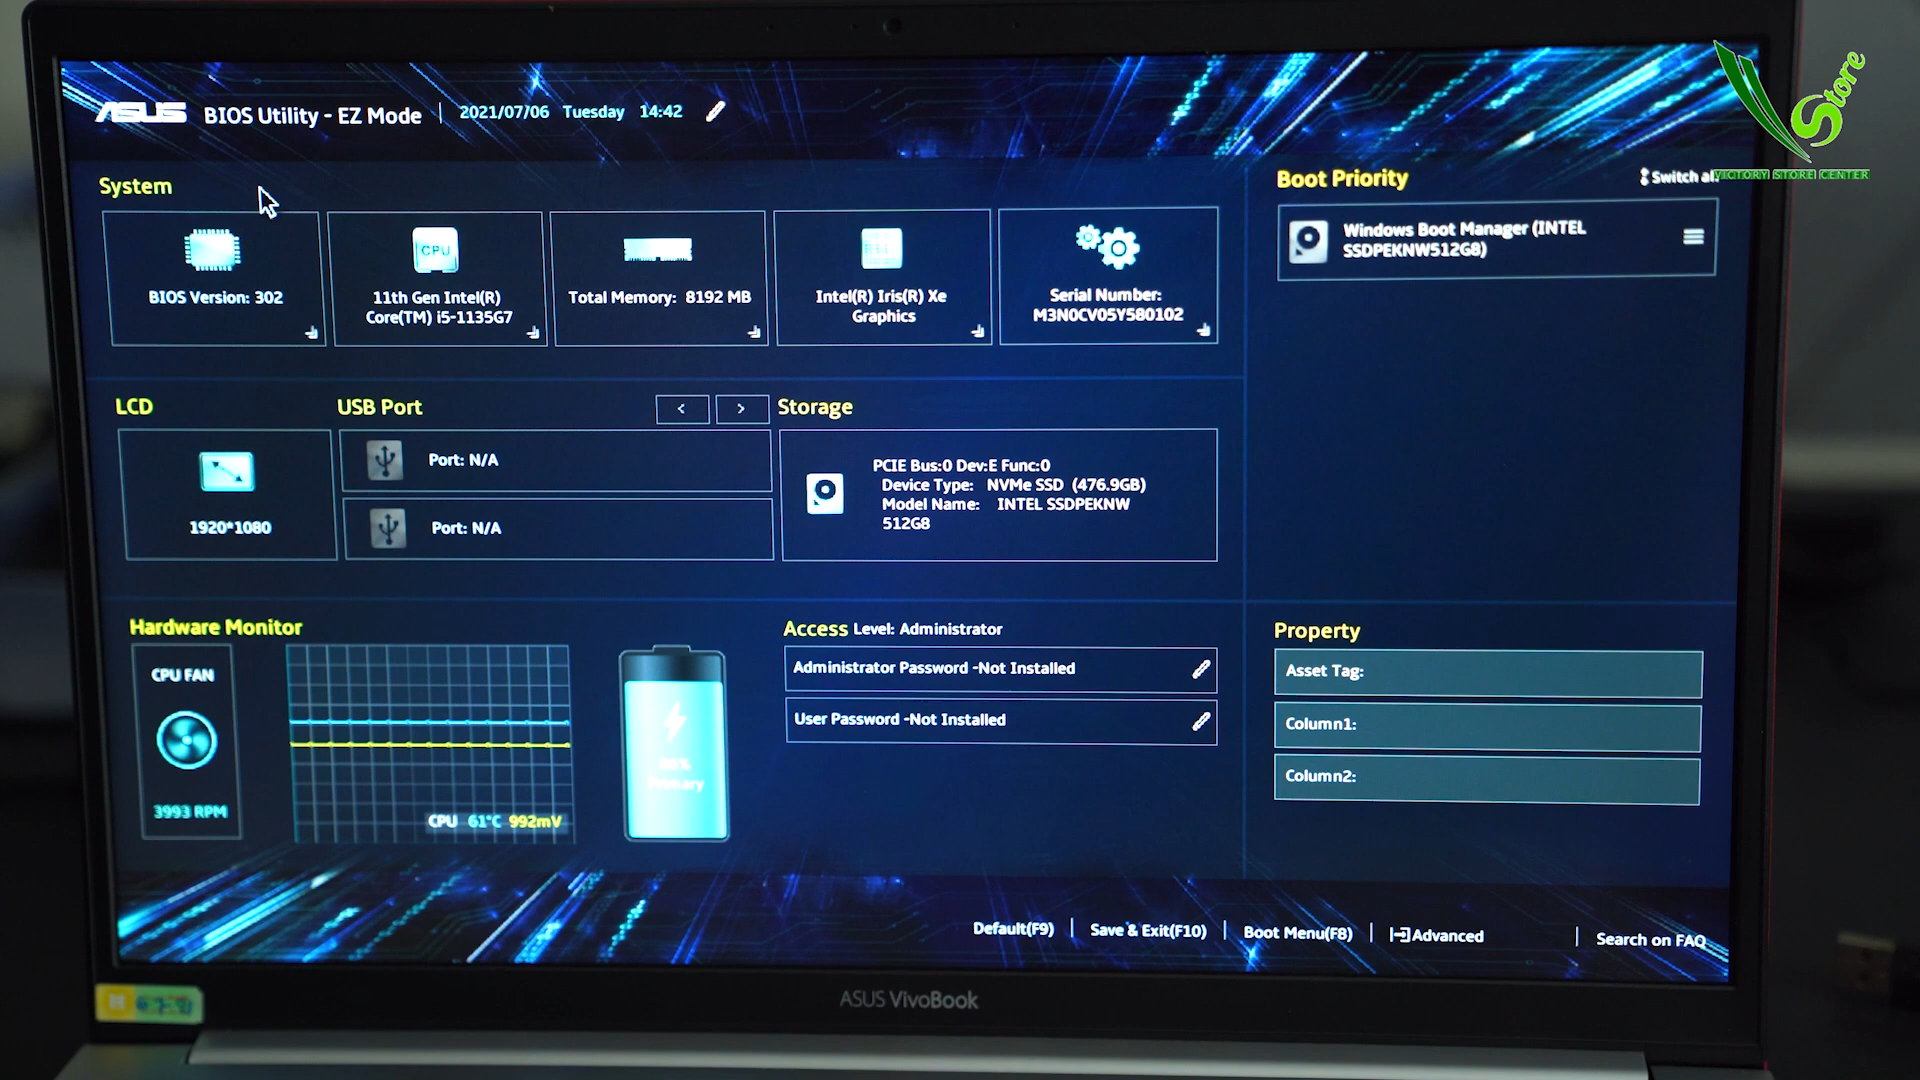 ASUS BIOS Utility - EZ Mode 2021/07/06 Tuesday 14:42
V Store
VICTORY STORE CENTER
System
BIOS Version: 302
CPU
11th Gen Intel(R)
Core(TM) i5-1135G7
Total Memory: 8192 MB
Intel(R) Iris(R) Xe
Graphics
Serial Number:
M3N0CV05Y580102
Boot Priority
Switch all
Windows Boot Manager (INTEL
SSDPEKNW512G8)
LCD
1920*1080
USB Port < >
Port: N/A
Port: N/A
Storage
PCIE Bus:0 Dev:E Func:0
Device Type: NVMe SSD (476.9GB)
Model Name: INTEL SSDPEKNW
512G8
Hardware Monitor
CPU FAN
3993 RPM
CPU 61°C 992mV
Primary
Access Level: Administrator
Administrator Password -Not Installed
User Password -Not Installed
Property
Asset Tag:
Column1:
Column2:
Default(F9) | Save & Exit(F10) | Boot Menu(F8) | Advanced | Search on FAQ
ASUS VivoBook